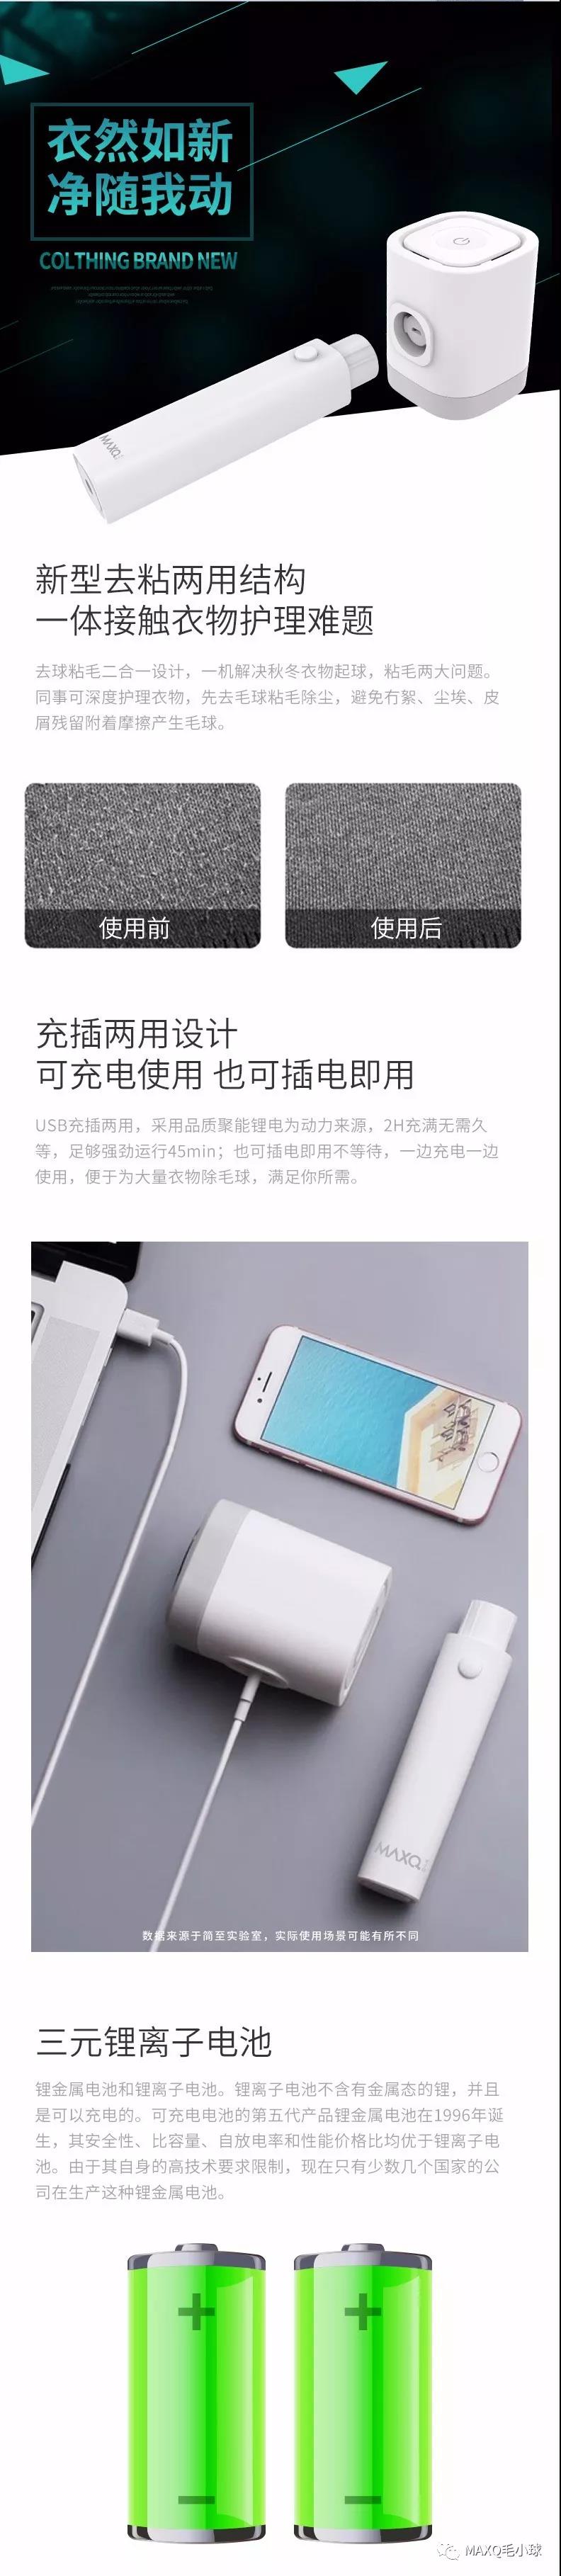 衣然如新
净随我动
COLTHING BRAND NEW
MAXQ
新型去粘两用结构
一体接触衣物护理难题
去球粘毛二合一设计，一机解决秋冬衣物起球，粘毛两大问题。
同事可深度护理衣物，先去毛球粘毛除尘，避免冇絮、尘埃、皮
屑残留附着摩擦产生毛球。
使用前
使用后
充插两用设计
可充电使用 也可插电即用
USB充插两用，采用品质聚能锂电为动力来源，2H充满无需久
等，足够强劲运行45min；也可插电即用不等待，一边充电一边
使用，便于为大量衣物除毛球，满足你所需。
MAXQ
数据来源于简至实验室，实际使用场景可能有所不同
三元锂离子电池
锂金属电池和锂离子电池。锂离子电池不含有金属态的锂，并且
是可以充电的。可充电电池的第五代产品锂金属电池在1996年诞
生，其安全性、比容量、自放电率和性能价格比均优于锂离子电
池。由于其自身的高技术要求限制，现在只有少数几个国家的公
司在生产这种锂金属电池。
MAXQ毛小球